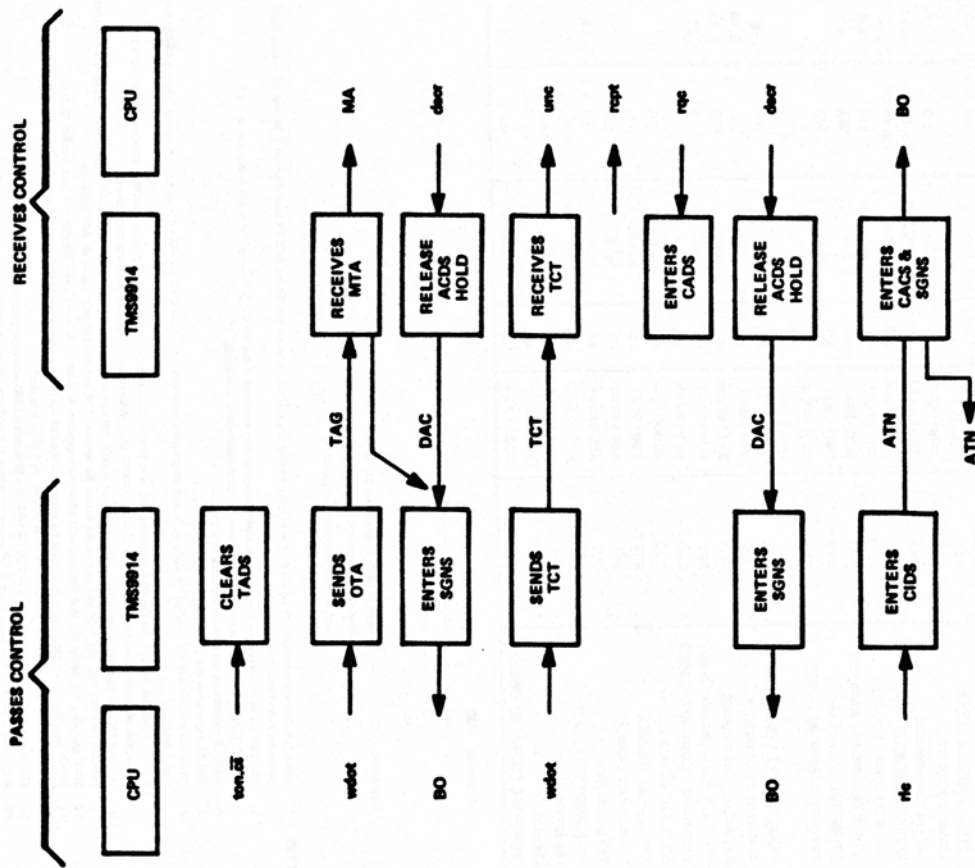 PASSES CONTROL
RECEIVES CONTROL
CPU
TMS9914
TMS9914
CPU
CLEARS
TADS
wdot
SENDS
OTA
TAG
RECEIVES
MTA
MA
BO
ENTERS
SGNS
DAC
RELEASE
ACDS
HOLD
dacr
wdot
SENDS
TCT
TCT
RECEIVES
TCT
unc
rcpt
ENTERS
CADS
rqc
BO
ENTERS
SGNS
DAC
RELEASE
ACDS
HOLD
dacr
rlc
ENTERS
CIDS
ATN
ENTERS
CACS &
SGNS
BO
ATN